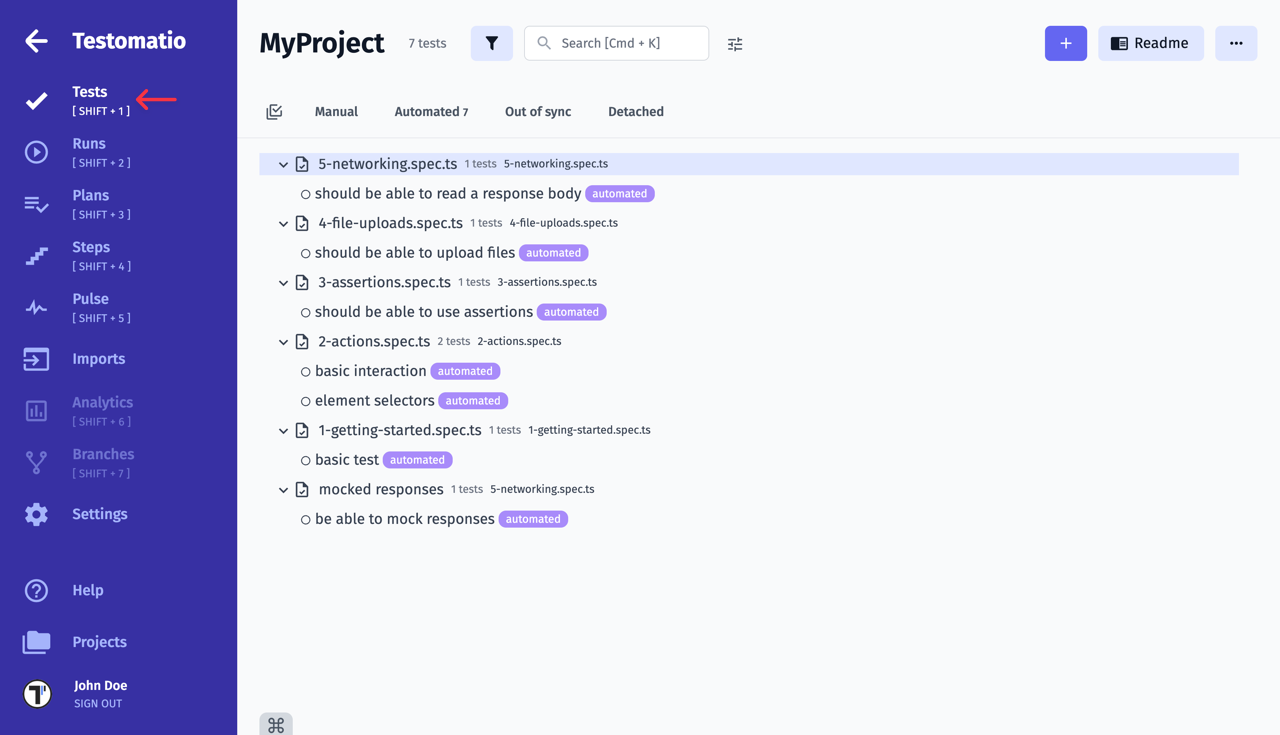 Testomatio
Tests
[ SHIFT + 1 ]
Runs
[ SHIFT + 2 ]
Plans
[ SHIFT + 3 ]
Steps
[ SHIFT + 4 ]
Pulse
[ SHIFT + 5 ]
Imports
Analytics
[ SHIFT + 6 ]
Branches
[ SHIFT + 7 ]
Settings
Help
Projects
John Doe
SIGN OUT
MyProject 7 tests Search [Cmd + K] Readme
Manual Automated 7 Out of sync Detached
5-networking.spec.ts 1 tests 5-networking.spec.ts
should be able to read a response body automated
4-file-uploads.spec.ts 1 tests 4-file-uploads.spec.ts
should be able to upload files automated
3-assertions.spec.ts 1 tests 3-assertions.spec.ts
should be able to use assertions automated
2-actions.spec.ts 2 tests 2-actions.spec.ts
basic interaction automated
element selectors automated
1-getting-started.spec.ts 1 tests 1-getting-started.spec.ts
basic test automated
mocked responses 1 tests 5-networking.spec.ts
be able to mock responses automated